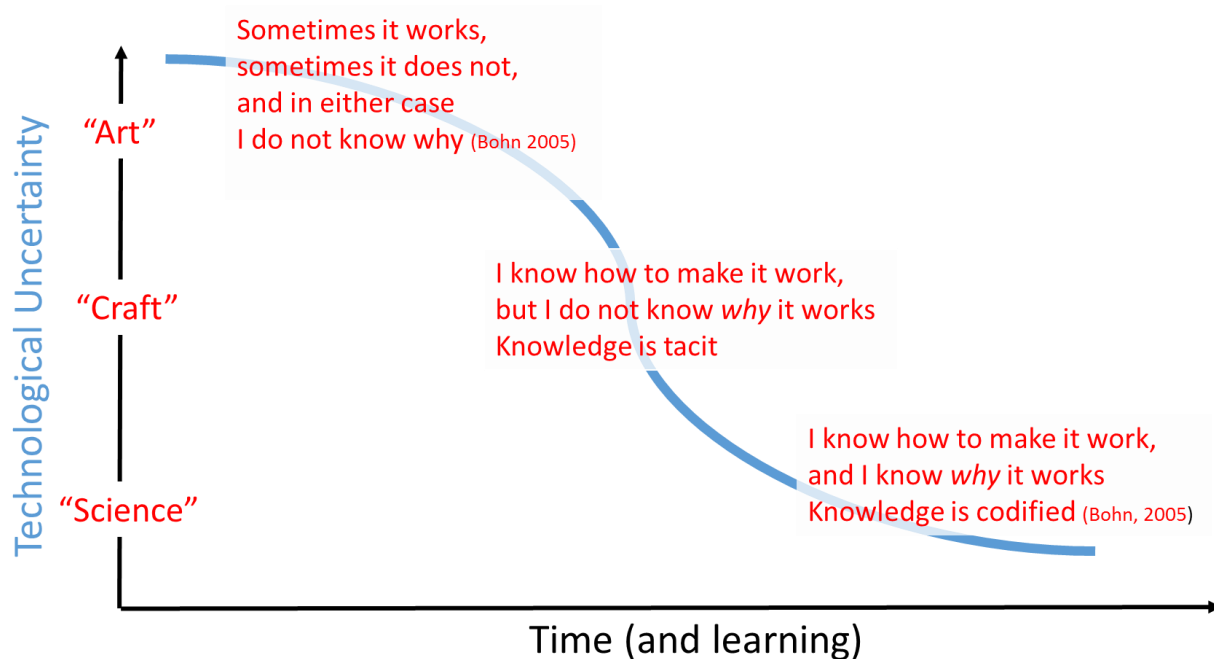 Technological Uncertainty
“Art”
“Craft”
“Science”
Sometimes it works,
sometimes it does not,
and in either case
I do not know why (Bohn 2005)
I know how to make it work,
but I do not know why it works
Knowledge is tacit
I know how to make it work,
and I know why it works
Knowledge is codified (Bohn, 2005)
Time (and learning)